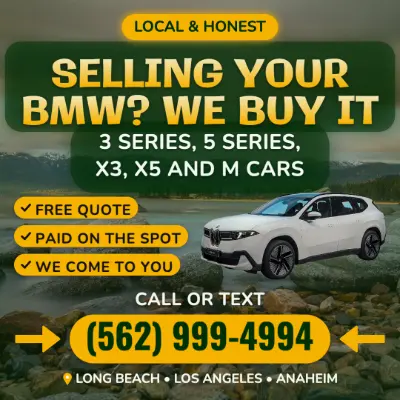 LOCAL & HONEST
SELLING YOUR
BMW? WE BUY IT
3 SERIES, 5 SERIES,
X3, X5 AND M CARS
FREE QUOTE
PAID ON THE SPOT
WE COME TO YOU
CALL OR TEXT
(562) 999-4994
LONG BEACH • LOS ANGELES • ANAHEIM